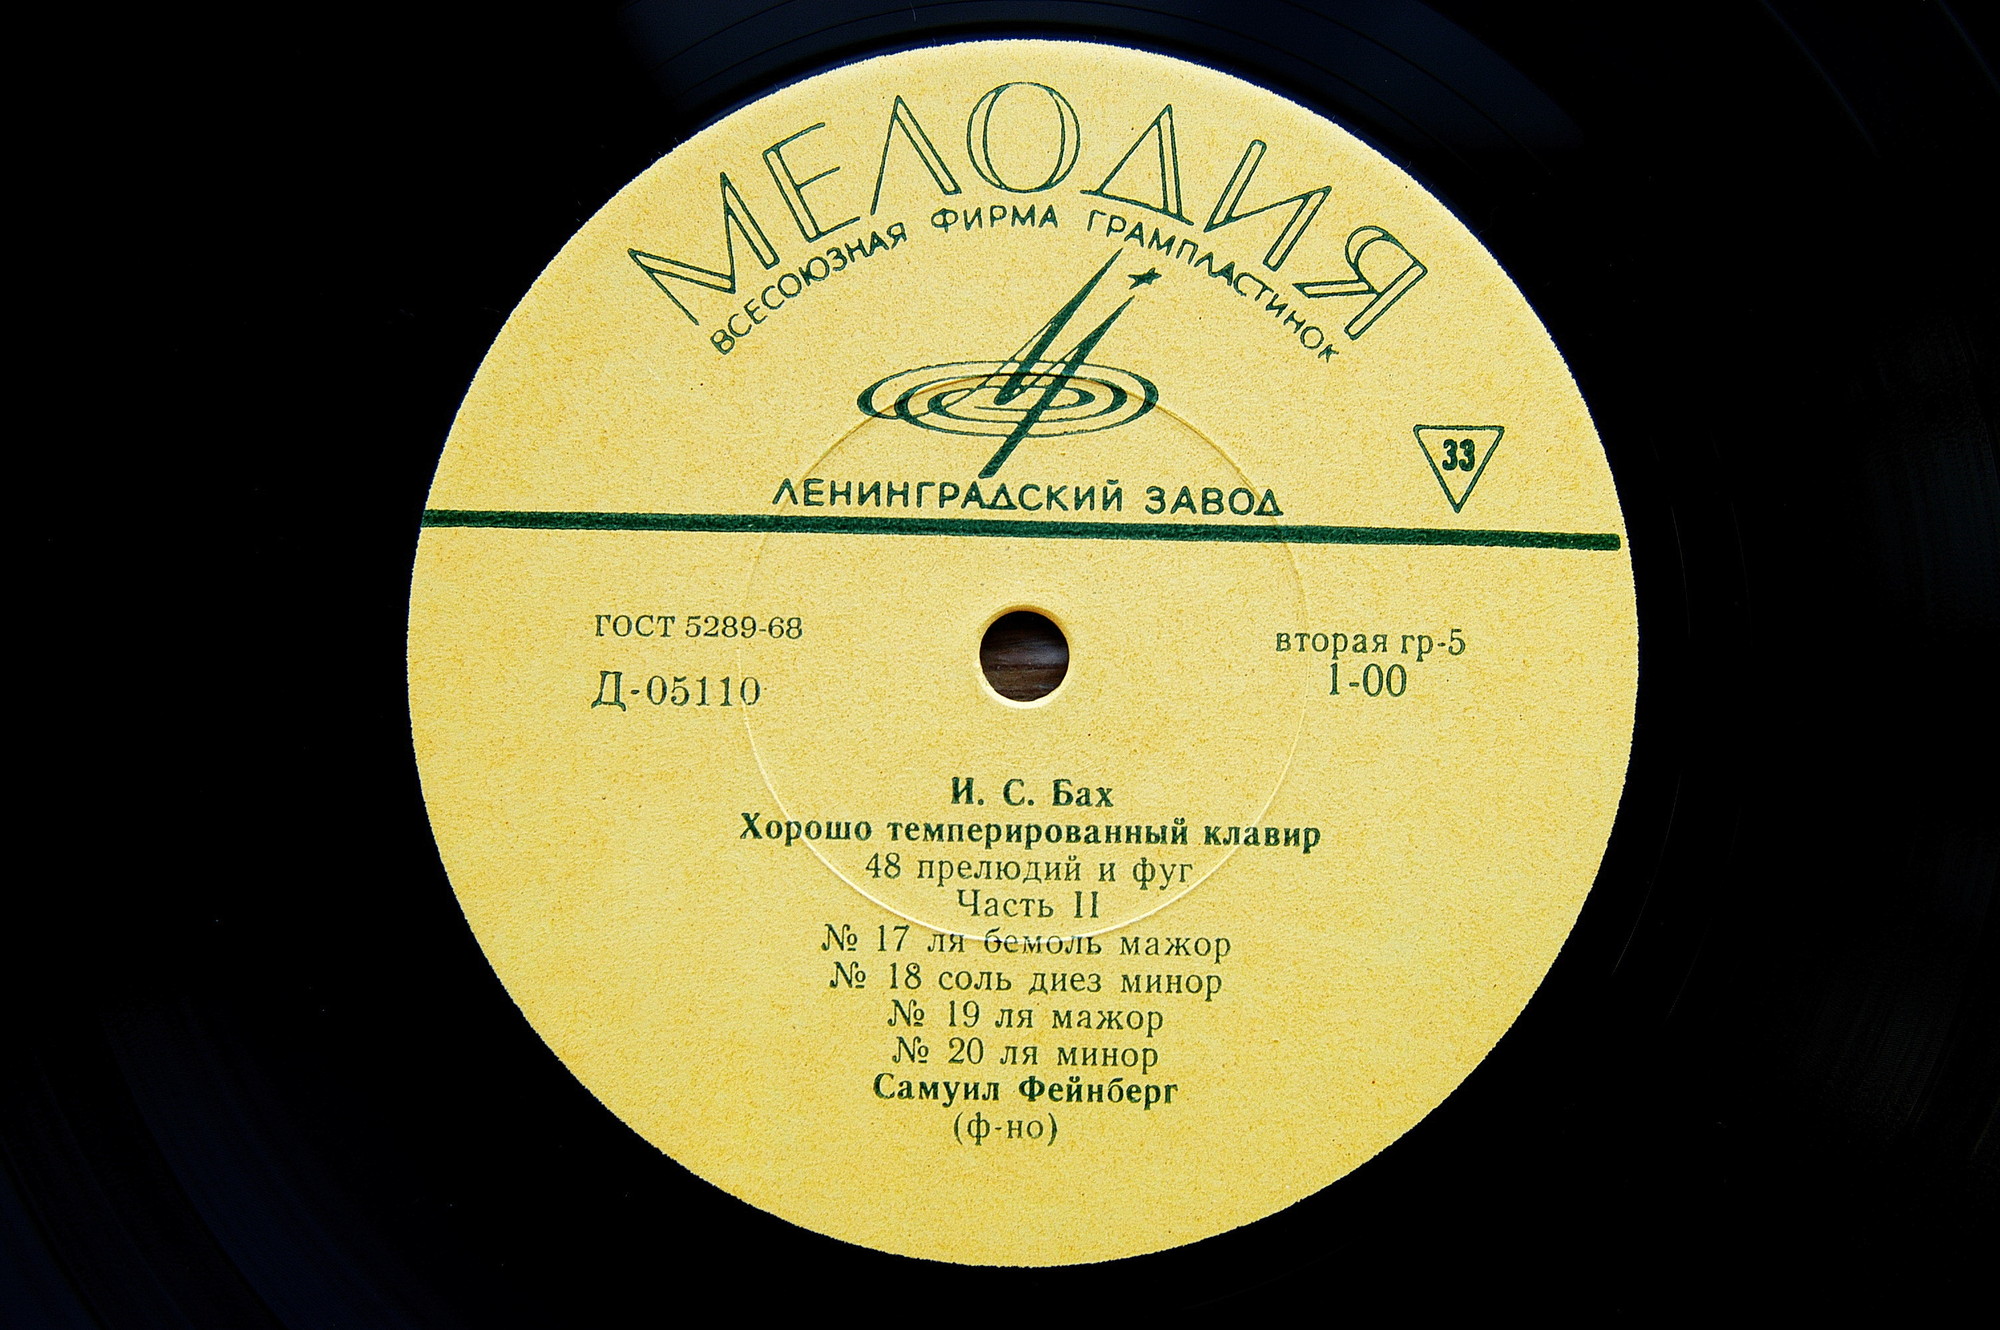 МЕЛОДИЯ
ВСЕСОЮЗНАЯ ФИРМА ГРАМПЛАСТИНОК
33
ЛЕНИНГРАДСКИЙ ЗАВОД
ГОСТ 5289-68
Д-05110
вторая гр-5
1-00
И. С. Бах
Хорошо темперированный клавир
48 прелюдий и фуг
Часть II
№ 17 ля бемоль мажор
№ 18 соль диез минор
№ 19 ля мажор
№ 20 ля минор
Самуил Фейнберг
(ф-но)